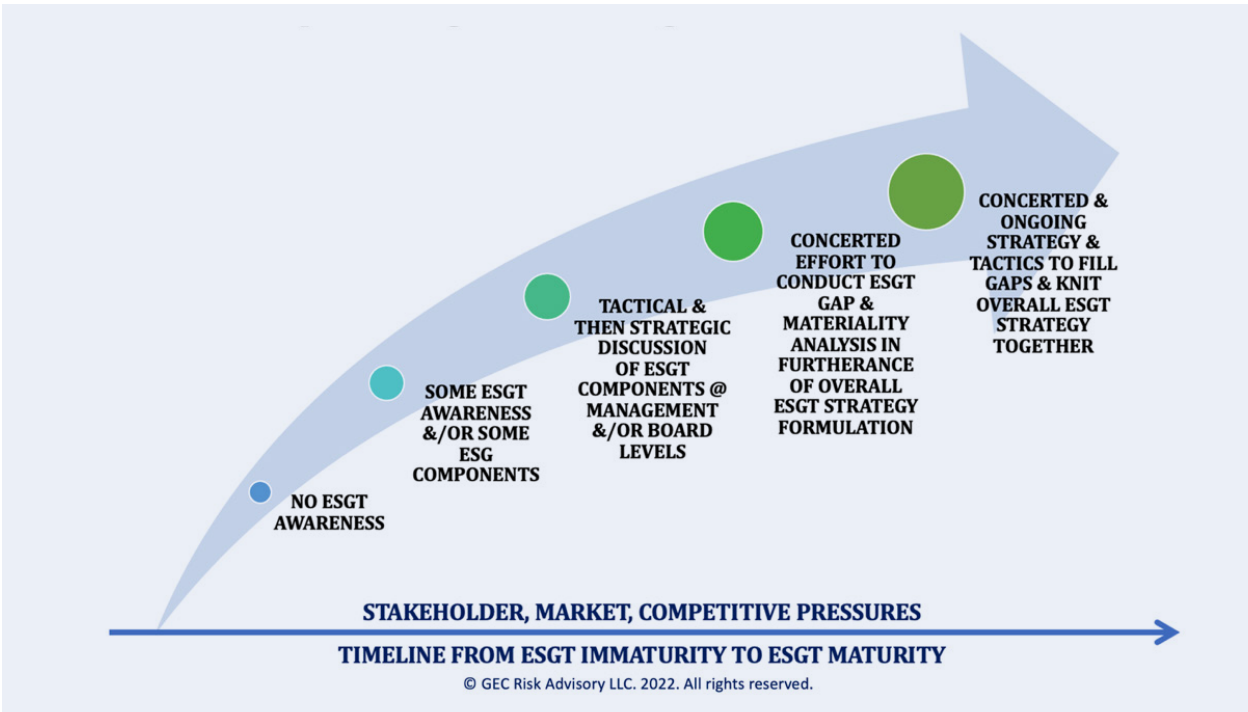 NO ESGT
AWARENESS
SOME ESGT
AWARENESS
&/OR SOME
ESG
COMPONENTS
TACTICAL &
THEN STRATEGIC
DISCUSSION
OF ESGT
COMPONENTS @
MANAGEMENT
&/OR BOARD
LEVELS
CONCERTED
EFFORT TO
CONDUCT ESGT
GAP &
MATERIALITY
ANALYSIS IN
FURTHERANCE
OF OVERALL
ESGT STRATEGY
FORMULATION
CONCERTED &
ONGOING
STRATEGY &
TACTICS TO FILL
GAPS & KNIT
OVERALL ESGT
STRATEGY
TOGETHER
STAKEHOLDER, MARKET, COMPETITIVE PRESSURES
TIMELINE FROM ESGT IMMATURITY TO ESGT MATURITY
© GEC Risk Advisory LLC. 2022. All rights reserved.